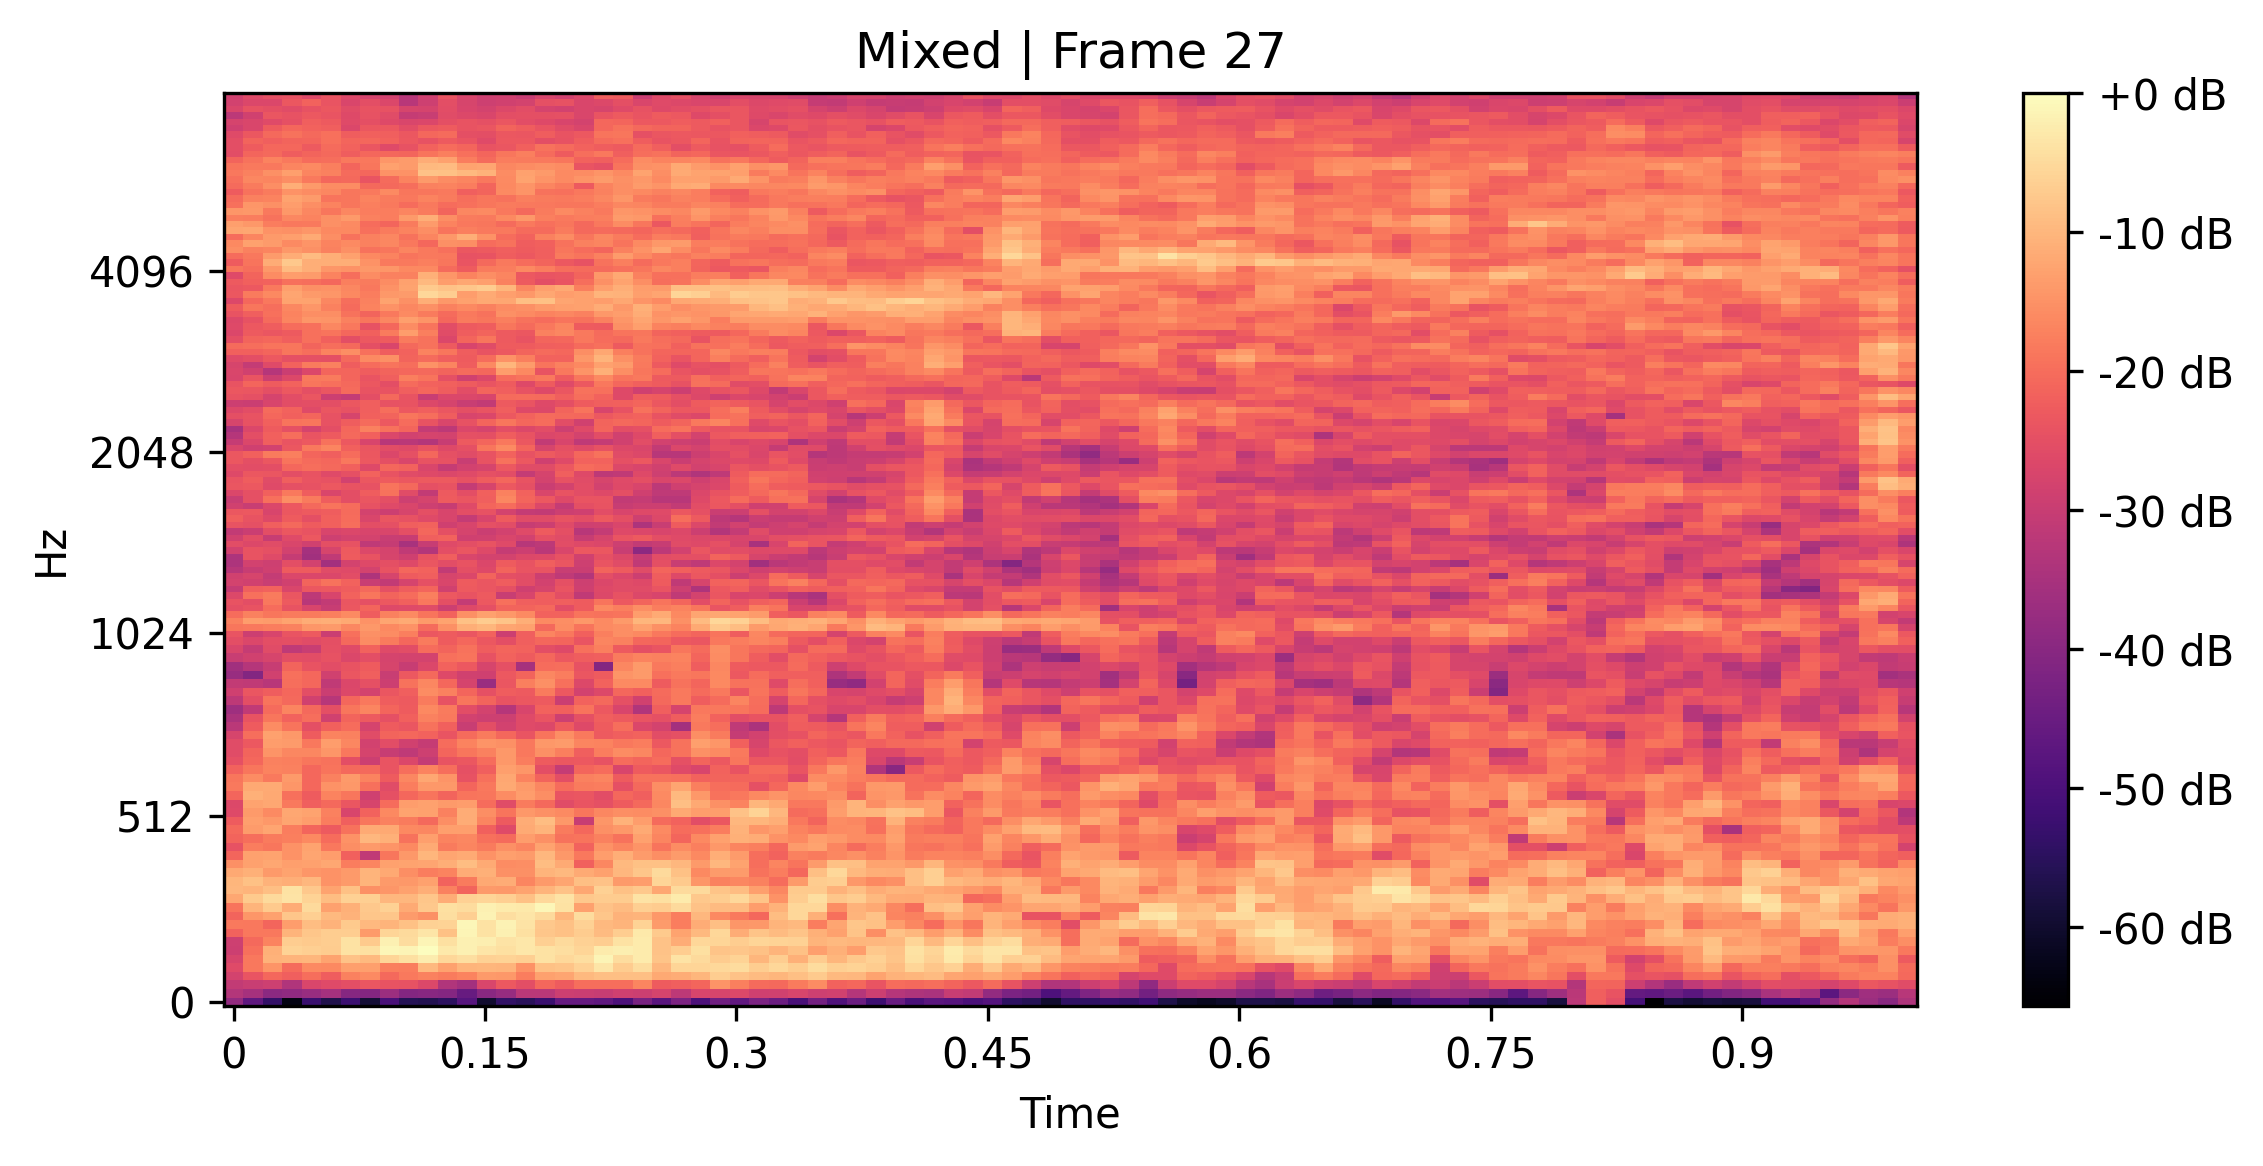 Mixed | Frame 27
+0 dB
-10 dB
-20 dB
-30 dB
-40 dB
-50 dB
-60 dB
4096
2048
1024
512
0
Hz
0 0.15 0.3 0.45 0.6 0.75 0.9
Time